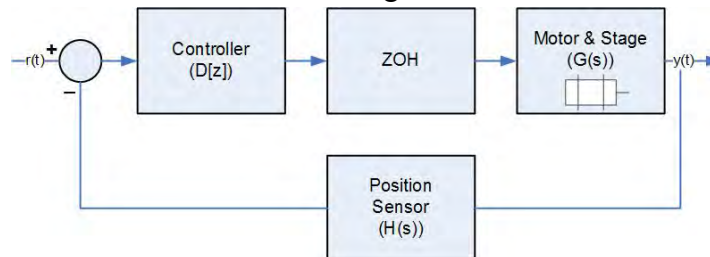 r(t)
+
−
Controller
(D[z])
ZOH
Motor & Stage
(G(s))
y(t)
Position
Sensor
(H(s))